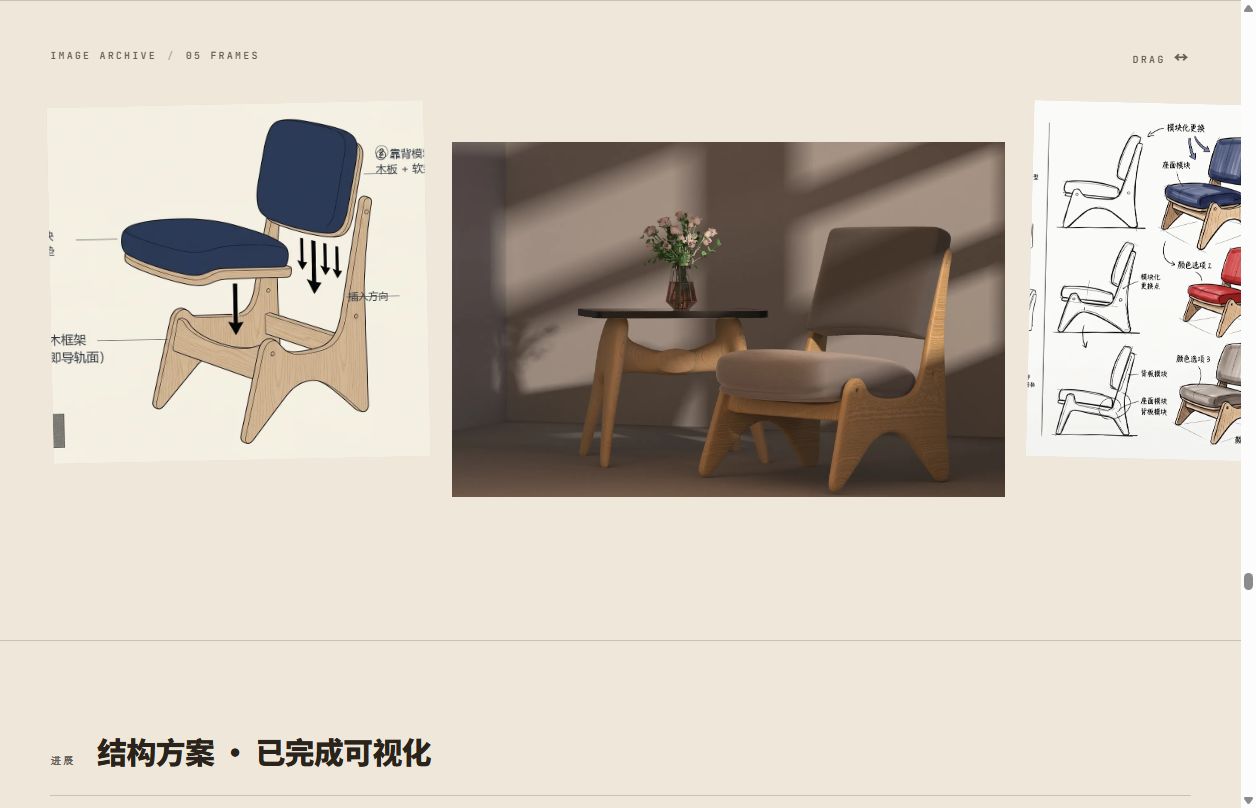 IMAGE ARCHIVE / 05 FRAMES
DRAG
② 靠背模
木板 + 软
插入方向
木框架
即导轨面）
模块化更换
座面模块
颜色选项 2
模块化
更换点
颜色选项 3
背板模块
座面模块
背板模块
进展
结构方案 · 已完成可视化